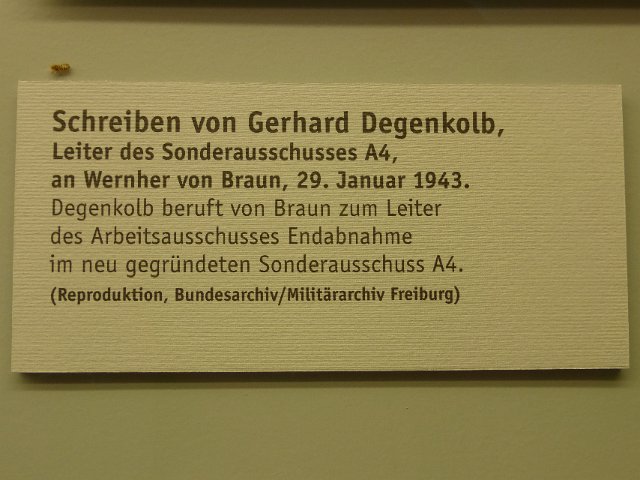 Schreiben von Gerhard Degenkolb,
Leiter des Sonderausschusses A4,
an Wernher von Braun, 29. Januar 1943.
Degenkolb beruft von Braun zum Leiter
des Arbeitsausschusses Endabnahme
im neu gegründeten Sonderausschuss A4.
(Reproduktion, Bundesarchiv/Militärarchiv Freiburg)